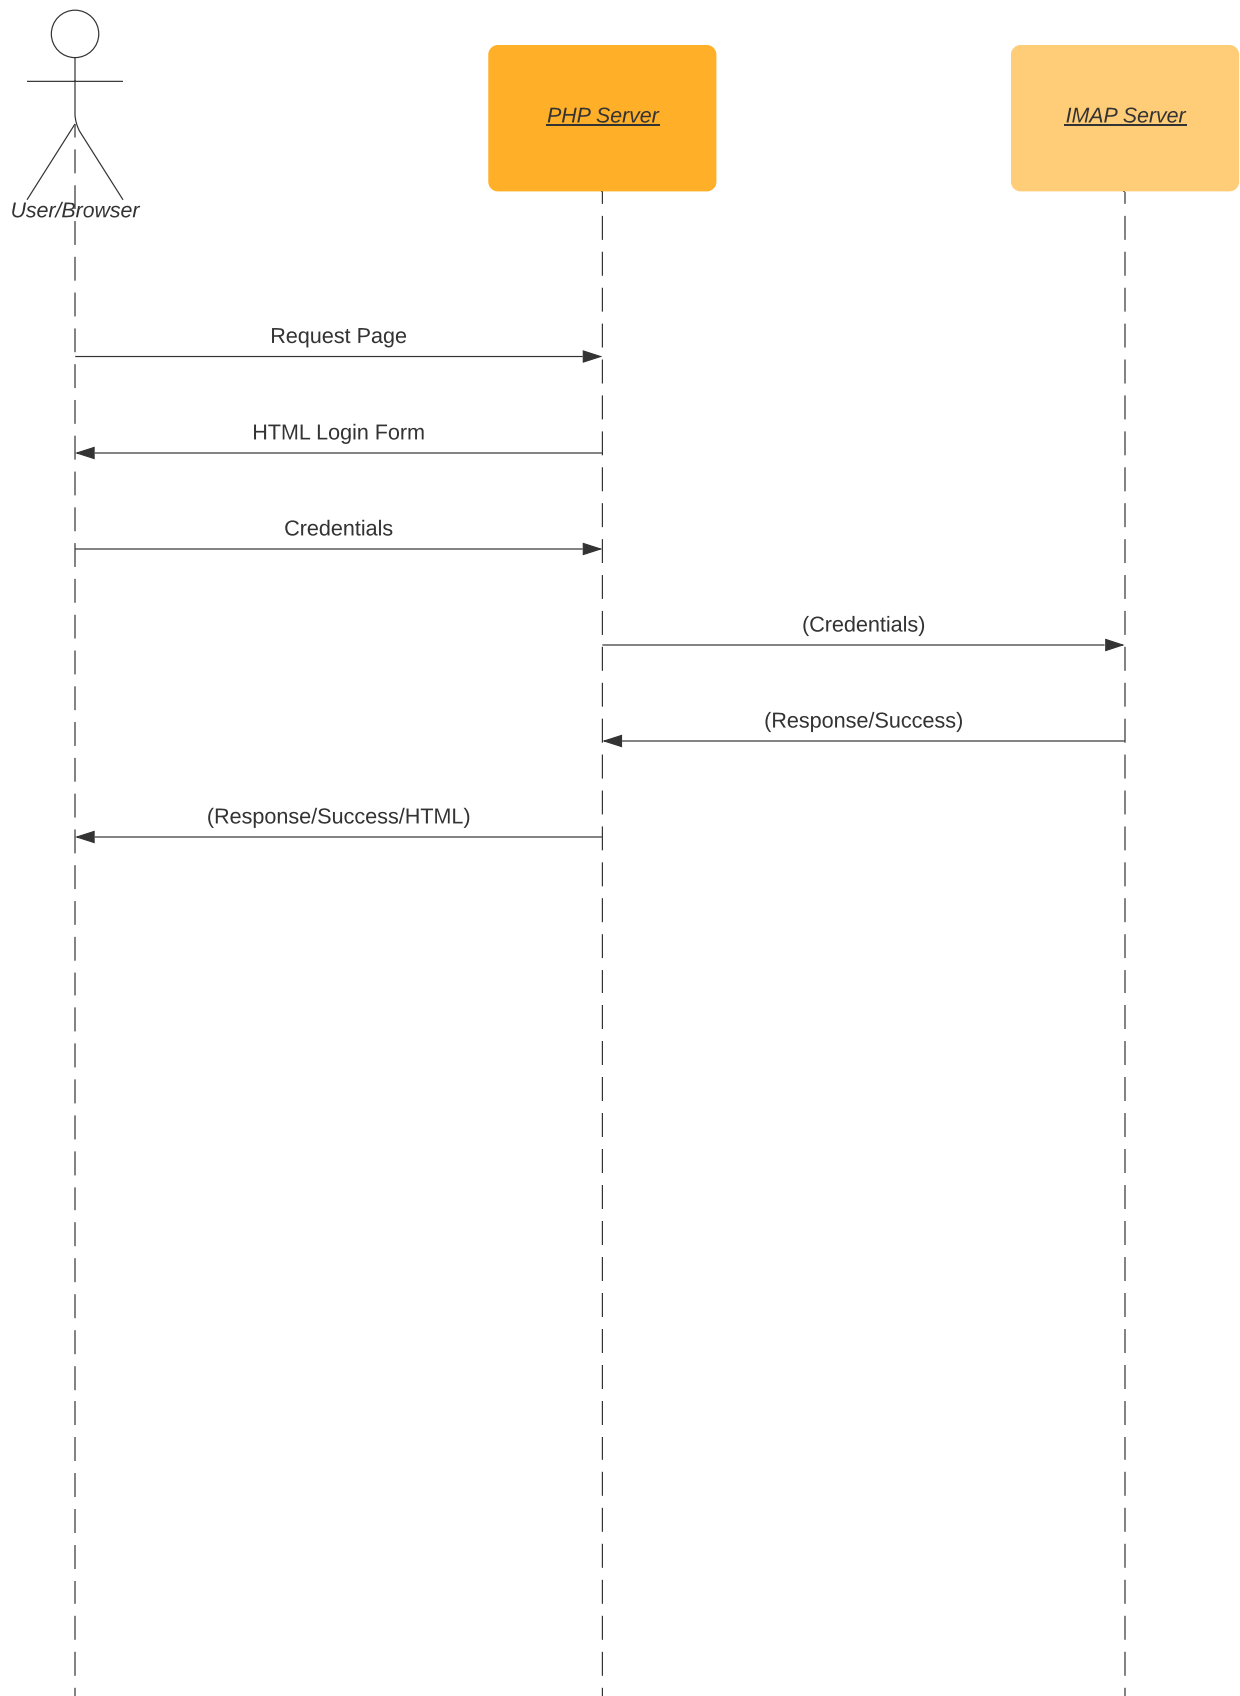 PHP Server
IMAP Server
User/Browser
Request Page
HTML Login Form
Credentials
(Credentials)
(Response/Success)
(Response/Success/HTML)